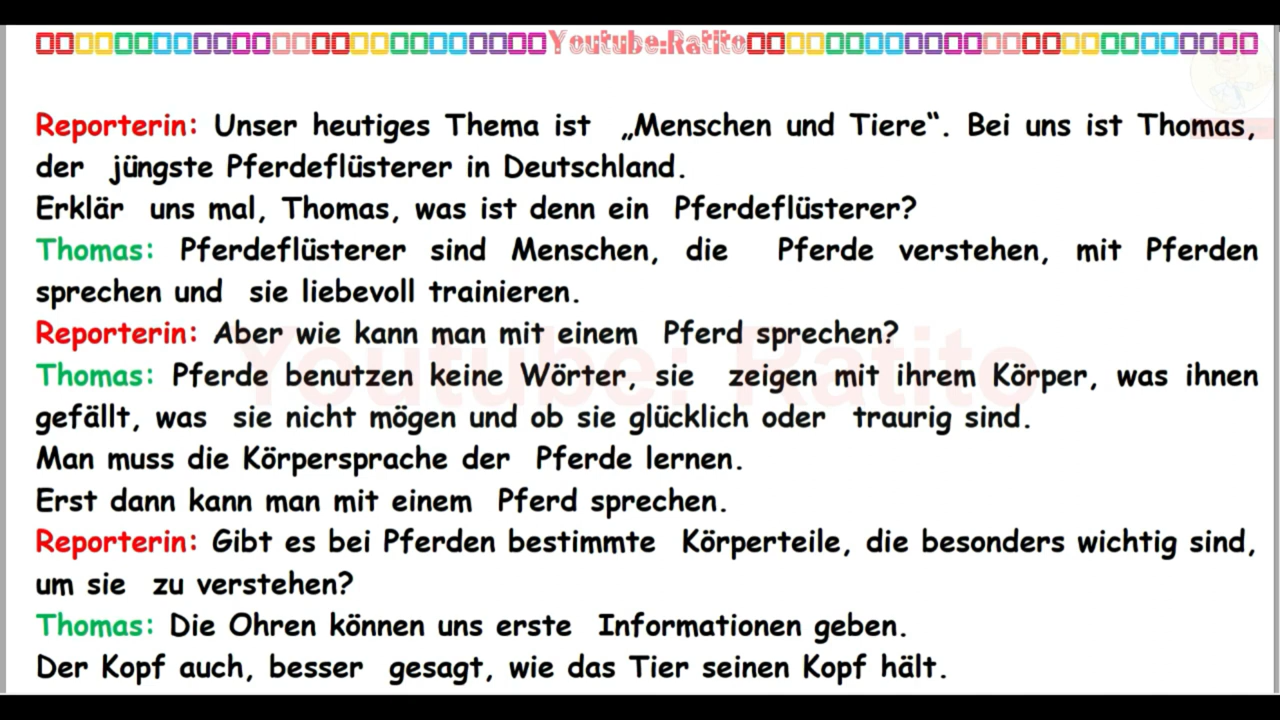 Youtube:Ratito
Reporterin: Unser heutiges Thema ist „Menschen und Tiere“. Bei uns ist Thomas,
der jüngste Pferdeflüsterer in Deutschland.
Erklär uns mal, Thomas, was ist denn ein Pferdeflüsterer?
Thomas: Pferdeflüsterer sind Menschen, die Pferde verstehen, mit Pferden
sprechen und sie liebevoll trainieren.
Reporterin: Aber wie kann man mit einem Pferd sprechen?
Youtube: Ratito
Thomas: Pferde benutzen keine Wörter, sie zeigen mit ihrem Körper, was ihnen
gefällt, was sie nicht mögen und ob sie glücklich oder traurig sind.
Man muss die Körpersprache der Pferde lernen.
Erst dann kann man mit einem Pferd sprechen.
Reporterin: Gibt es bei Pferden bestimmte Körperteile, die besonders wichtig sind,
um sie zu verstehen?
Thomas: Die Ohren können uns erste Informationen geben.
Der Kopf auch, besser gesagt, wie das Tier seinen Kopf hält.